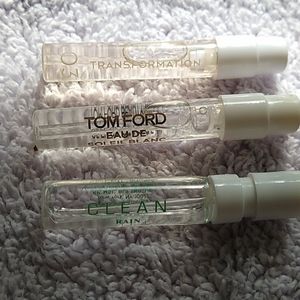 TRANSFORMATION
TOM FORD
EAU DE
SOLEIL BLANC
CLEAN
RAIN